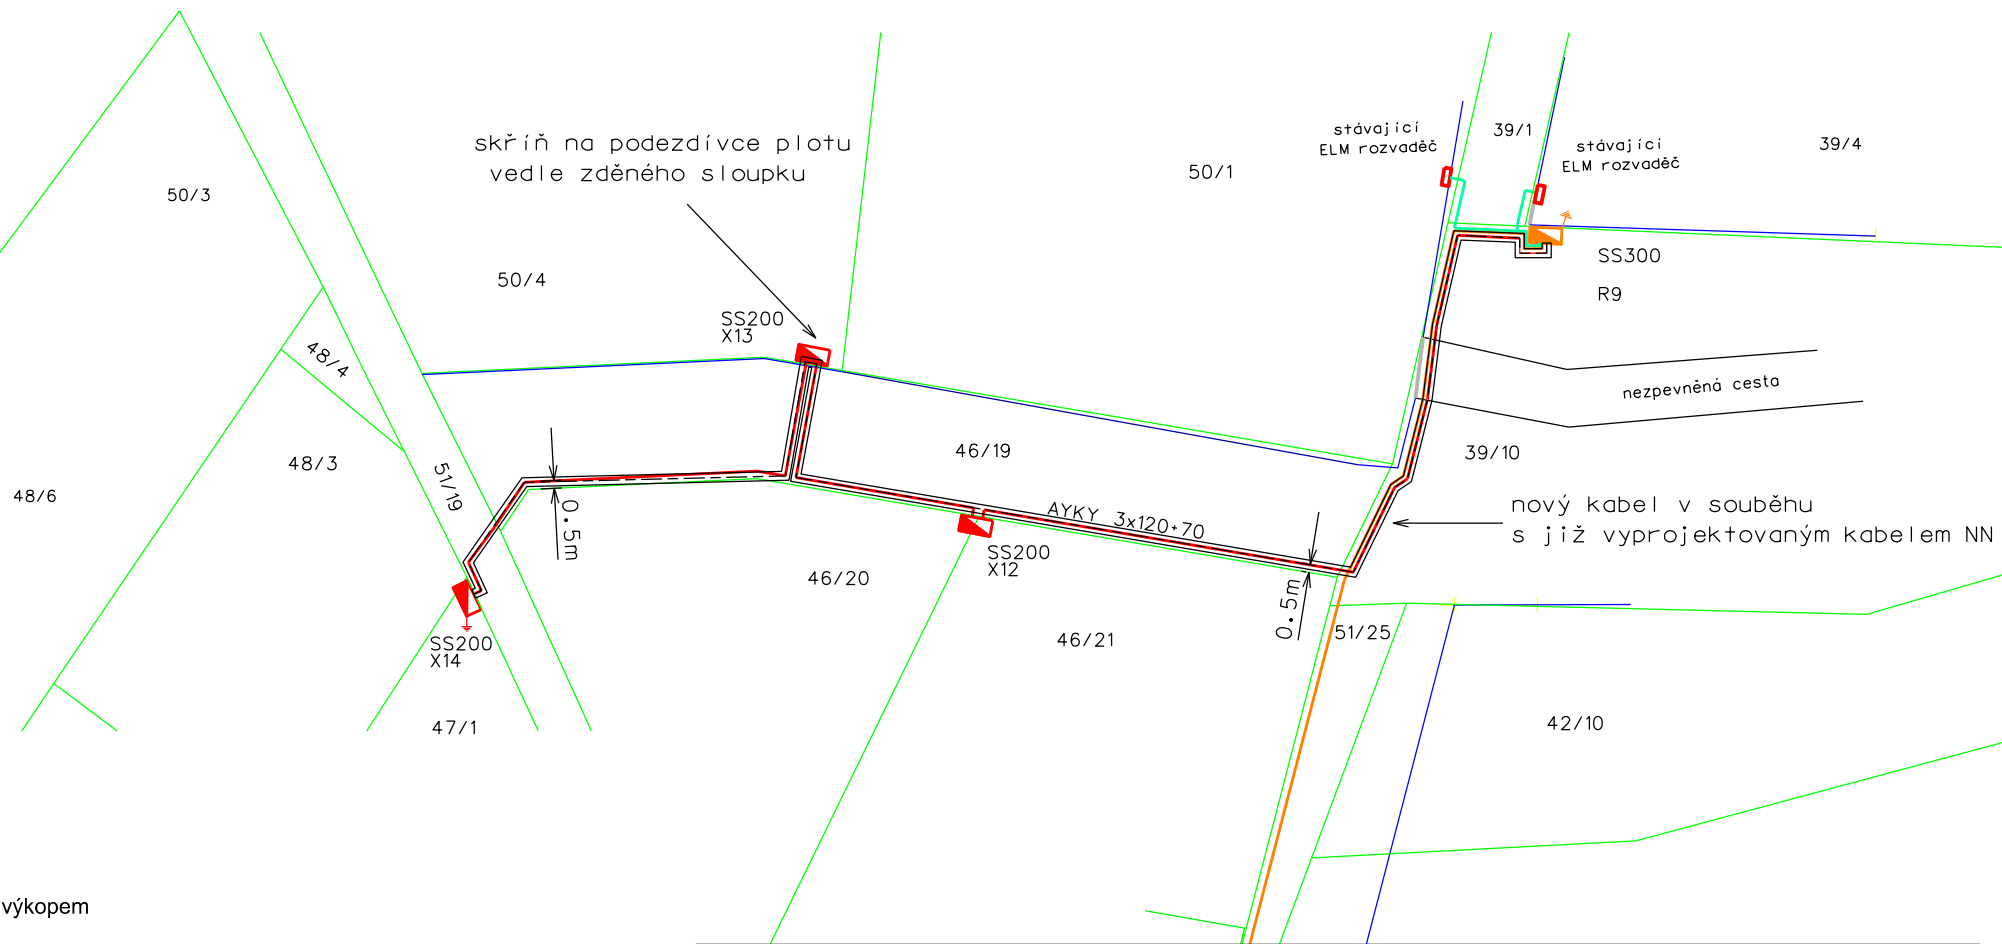 39/1
stávající
ELM rozvaděč
stávající
ELM rozvaděč
39/4
skříň na podezdívce plotu
vedle zděného sloupku
50/1
50/3
50/4
SS300
R9
SS200
X13
48/4
nezpevněná cesta
46/19
39/10
48/3
51/19
48/6
AYKY 3x120+70
nový kabel v souběhu
s již vyprojektovaným kabelem NN
0.5m
SS200
X12
46/20
0.5m
46/21
51/25
SS200
X14
47/1
42/10
výkopem